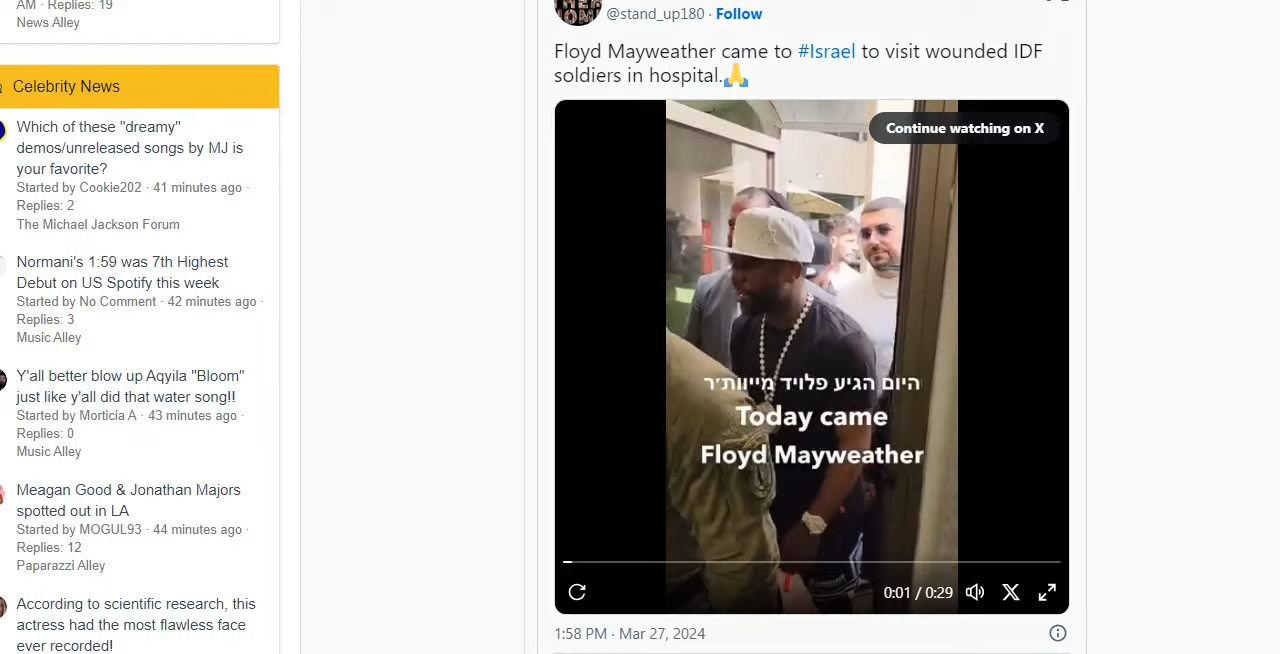 AM · Replies: 19
News Alley
Celebrity News
Which of these "dreamy"
demos/unreleased songs by MJ is
your favorite?
Started by Cookie202 · 41 minutes ago ·
Replies: 2
The Michael Jackson Forum
Normani's 1:59 was 7th Highest
Debut on US Spotify this week
Started by No Comment · 42 minutes ago ·
Replies: 3
Music Alley
Y'all better blow up Aqyila "Bloom"
just like y'all did that water song!!
Started by Morticia A · 43 minutes ago ·
Replies: 0
Music Alley
Meagan Good & Jonathan Majors
spotted out in LA
Started by MOGUL93 · 44 minutes ago ·
Replies: 12
Paparazzi Alley
According to scientific research, this
actress had the most flawless face
ever recorded!
@stand_up180 · Follow
Floyd Mayweather came to #Israel to visit wounded IDF
soldiers in hospital.🙏
Continue watching on X
היום הגיע פלויד מייוות׳ר
Today came
Floyd Mayweather
0:01 / 0:29
1:58 PM · Mar 27, 2024